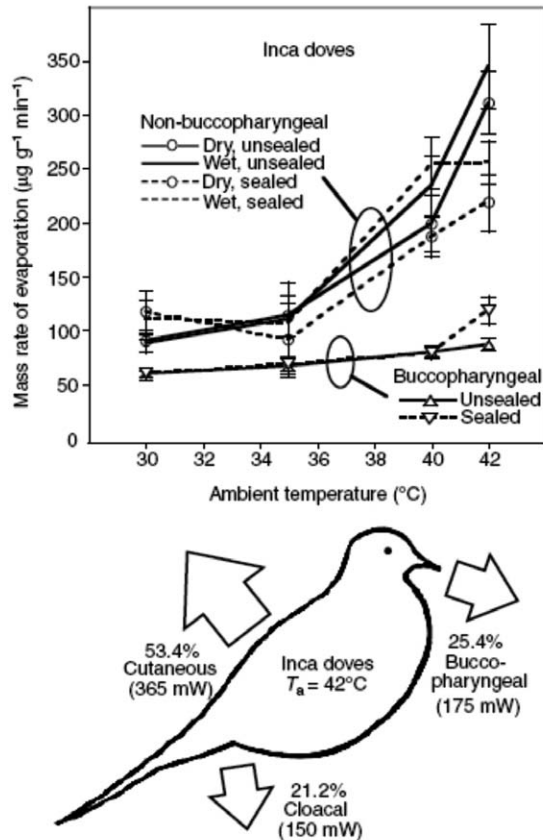 Inca doves
Non-buccopharyngeal
Dry, unsealed
Wet, unsealed
Dry, sealed
Wet, sealed
Buccopharyngeal
Unsealed
Sealed
Mass rate of evaporation (µg g⁻¹ min⁻¹)
350
300
250
200
150
100
50
0
30 32 34 36 38 40 42
Ambient temperature (°C)
53.4%
Cutaneous
(365 mW)
Inca doves
Tₐ = 42°C
25.4%
Bucco-
pharyngeal
(175 mW)
21.2%
Cloacal
(150 mW)